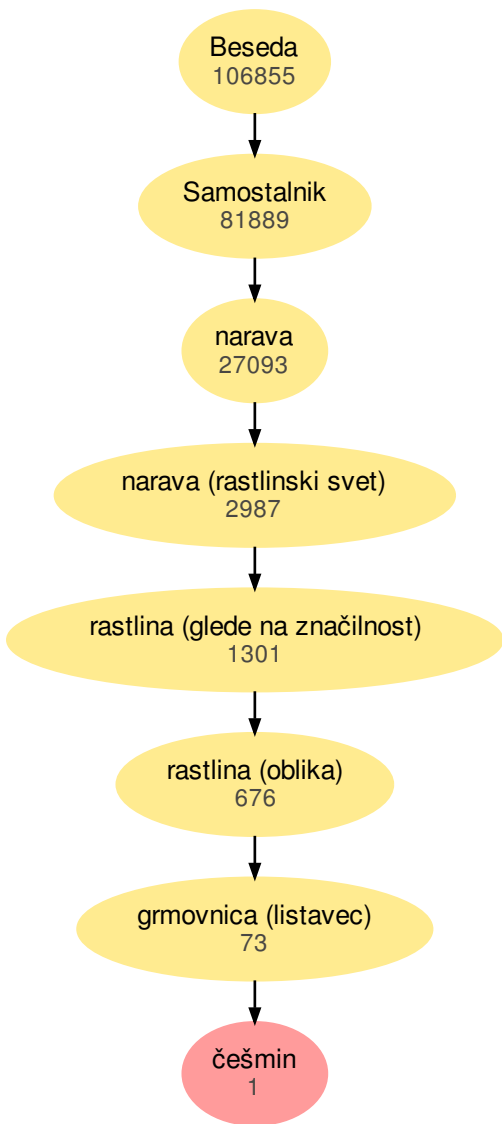 Beseda
106855
Samostalnik
81889
narava
27093
narava (rastlinski svet)
2987
rastlina (glede na značilnost)
1301
rastlina (oblika)
676
grmovnica (listavec)
73
češmin
1